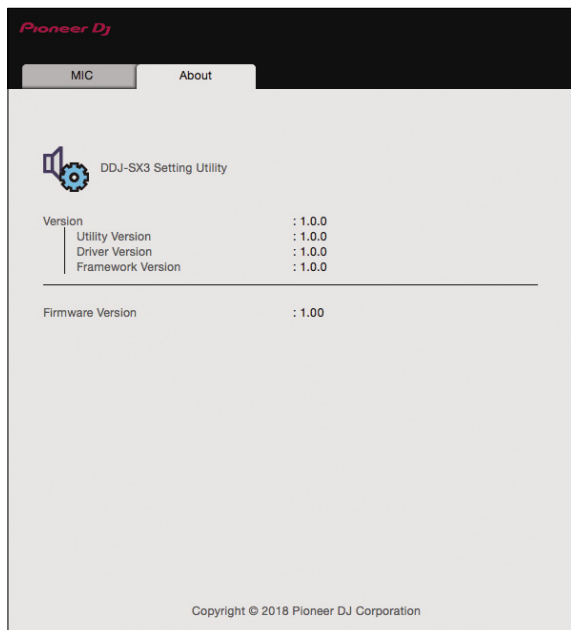 Pioneer Dj
MIC About
DDJ-SX3 Setting Utility
Version : 1.0.0
Utility Version : 1.0.0
Driver Version : 1.0.0
Framework Version : 1.0.0
Firmware Version : 1.00
Copyright © 2018 Pioneer DJ Corporation